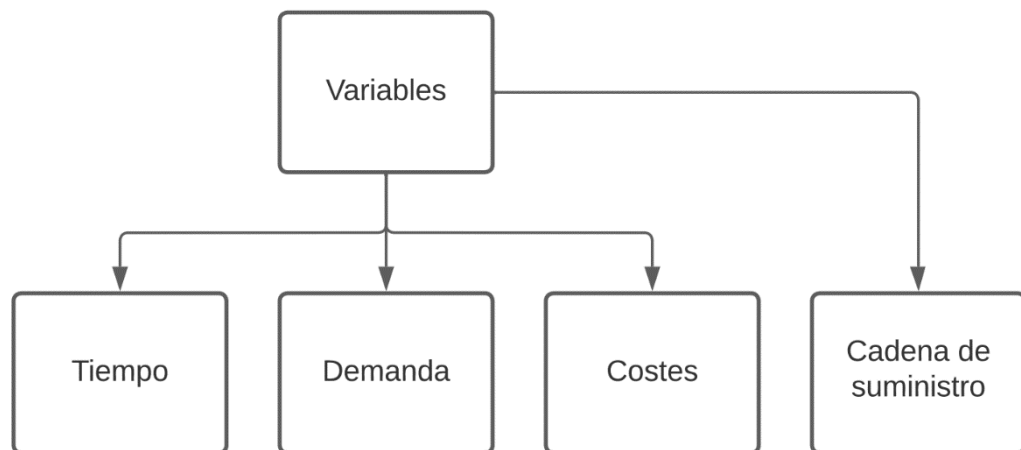 Variables
Tiempo
Demanda
Costes
Cadena de
suministro